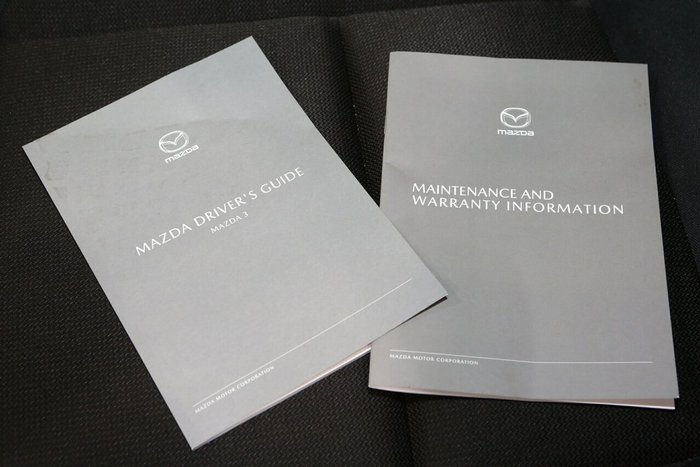 mazda
MAZDA DRIVER'S GUIDE
MAZDA 3
MAZDA MOTOR CORPORATION
mazda
MAINTENANCE AND
WARRANTY INFORMATION
MAZDA MOTOR CORPORATION